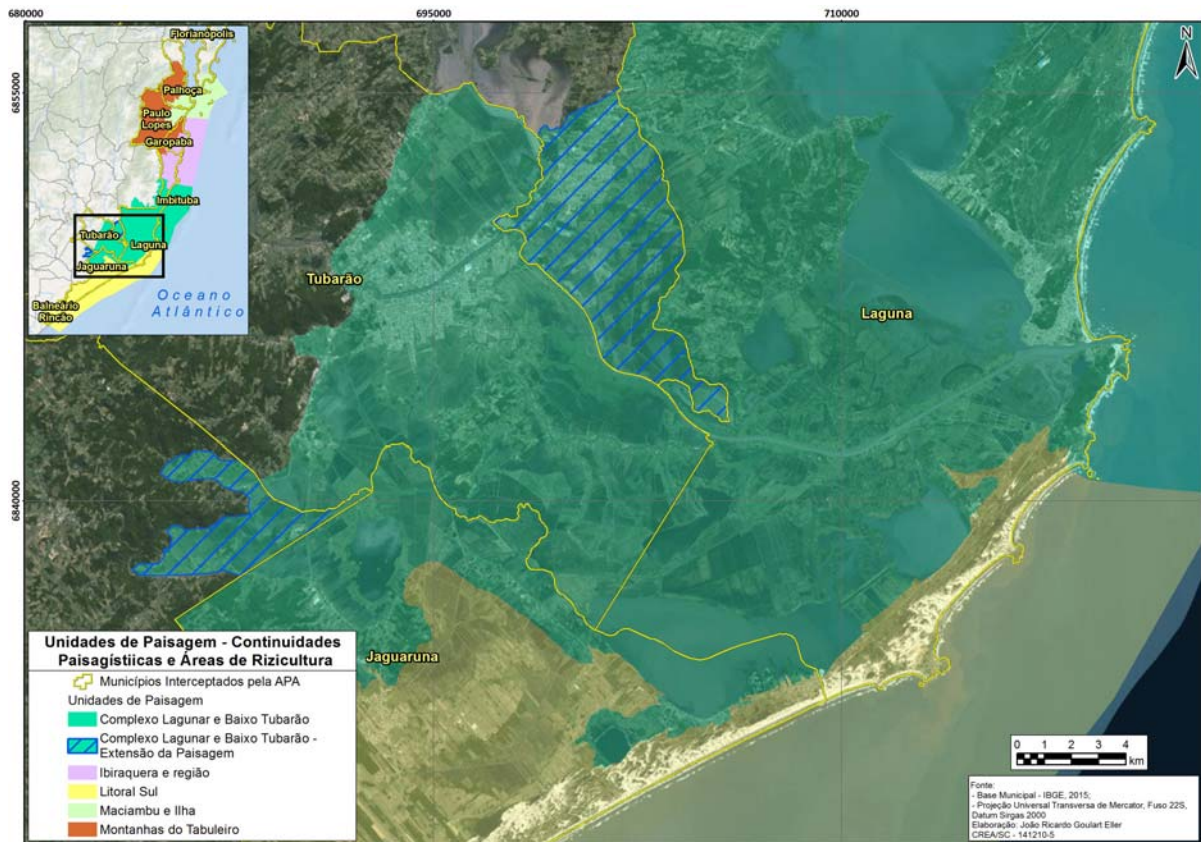 680000
695000
710000
6855000
6840000
N
Florianópolis
Palhoça
Paulo
Lopes
Garopaba
Imbituba
Tubarão
Laguna
Jaguaruna
Balneário
Rincão
Oceano
Atlântico
Tubarão
Laguna
Jaguaruna
Unidades de Paisagem - Continuidades
Paisagístiicas e Áreas de Rizicultura
Municípios Interceptados pela APA
Unidades de Paisagem
Complexo Lagunar e Baixo Tubarão
Complexo Lagunar e Baixo Tubarão -
Extensão da Paisagem
Ibiraquera e região
Litoral Sul
Maciambu e Ilha
Montanhas do Tabuleiro
0 1 2 3 4
km
Fonte:
- Base Municipal - IBGE, 2015;
- Projeção Universal Transversa de Mercator, Fuso 22S,
Datum Sirgas 2000
Elaboração: João Ricardo Goulart Eller
CREA/SC - 141210-5